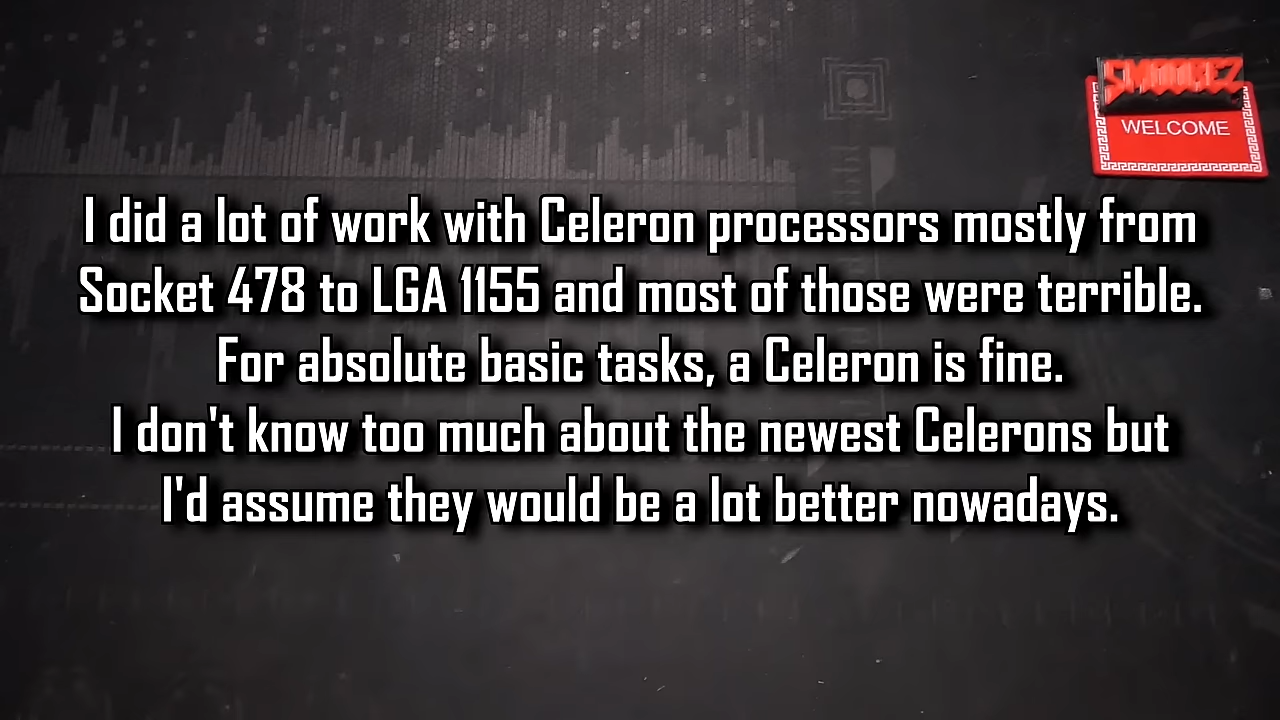 SMOOREZ
WELCOME
I did a lot of work with Celeron processors mostly from
Socket 478 to LGA 1155 and most of those were terrible.
For absolute basic tasks, a Celeron is fine.
I don't know too much about the newest Celerons but
I'd assume they would be a lot better nowadays.